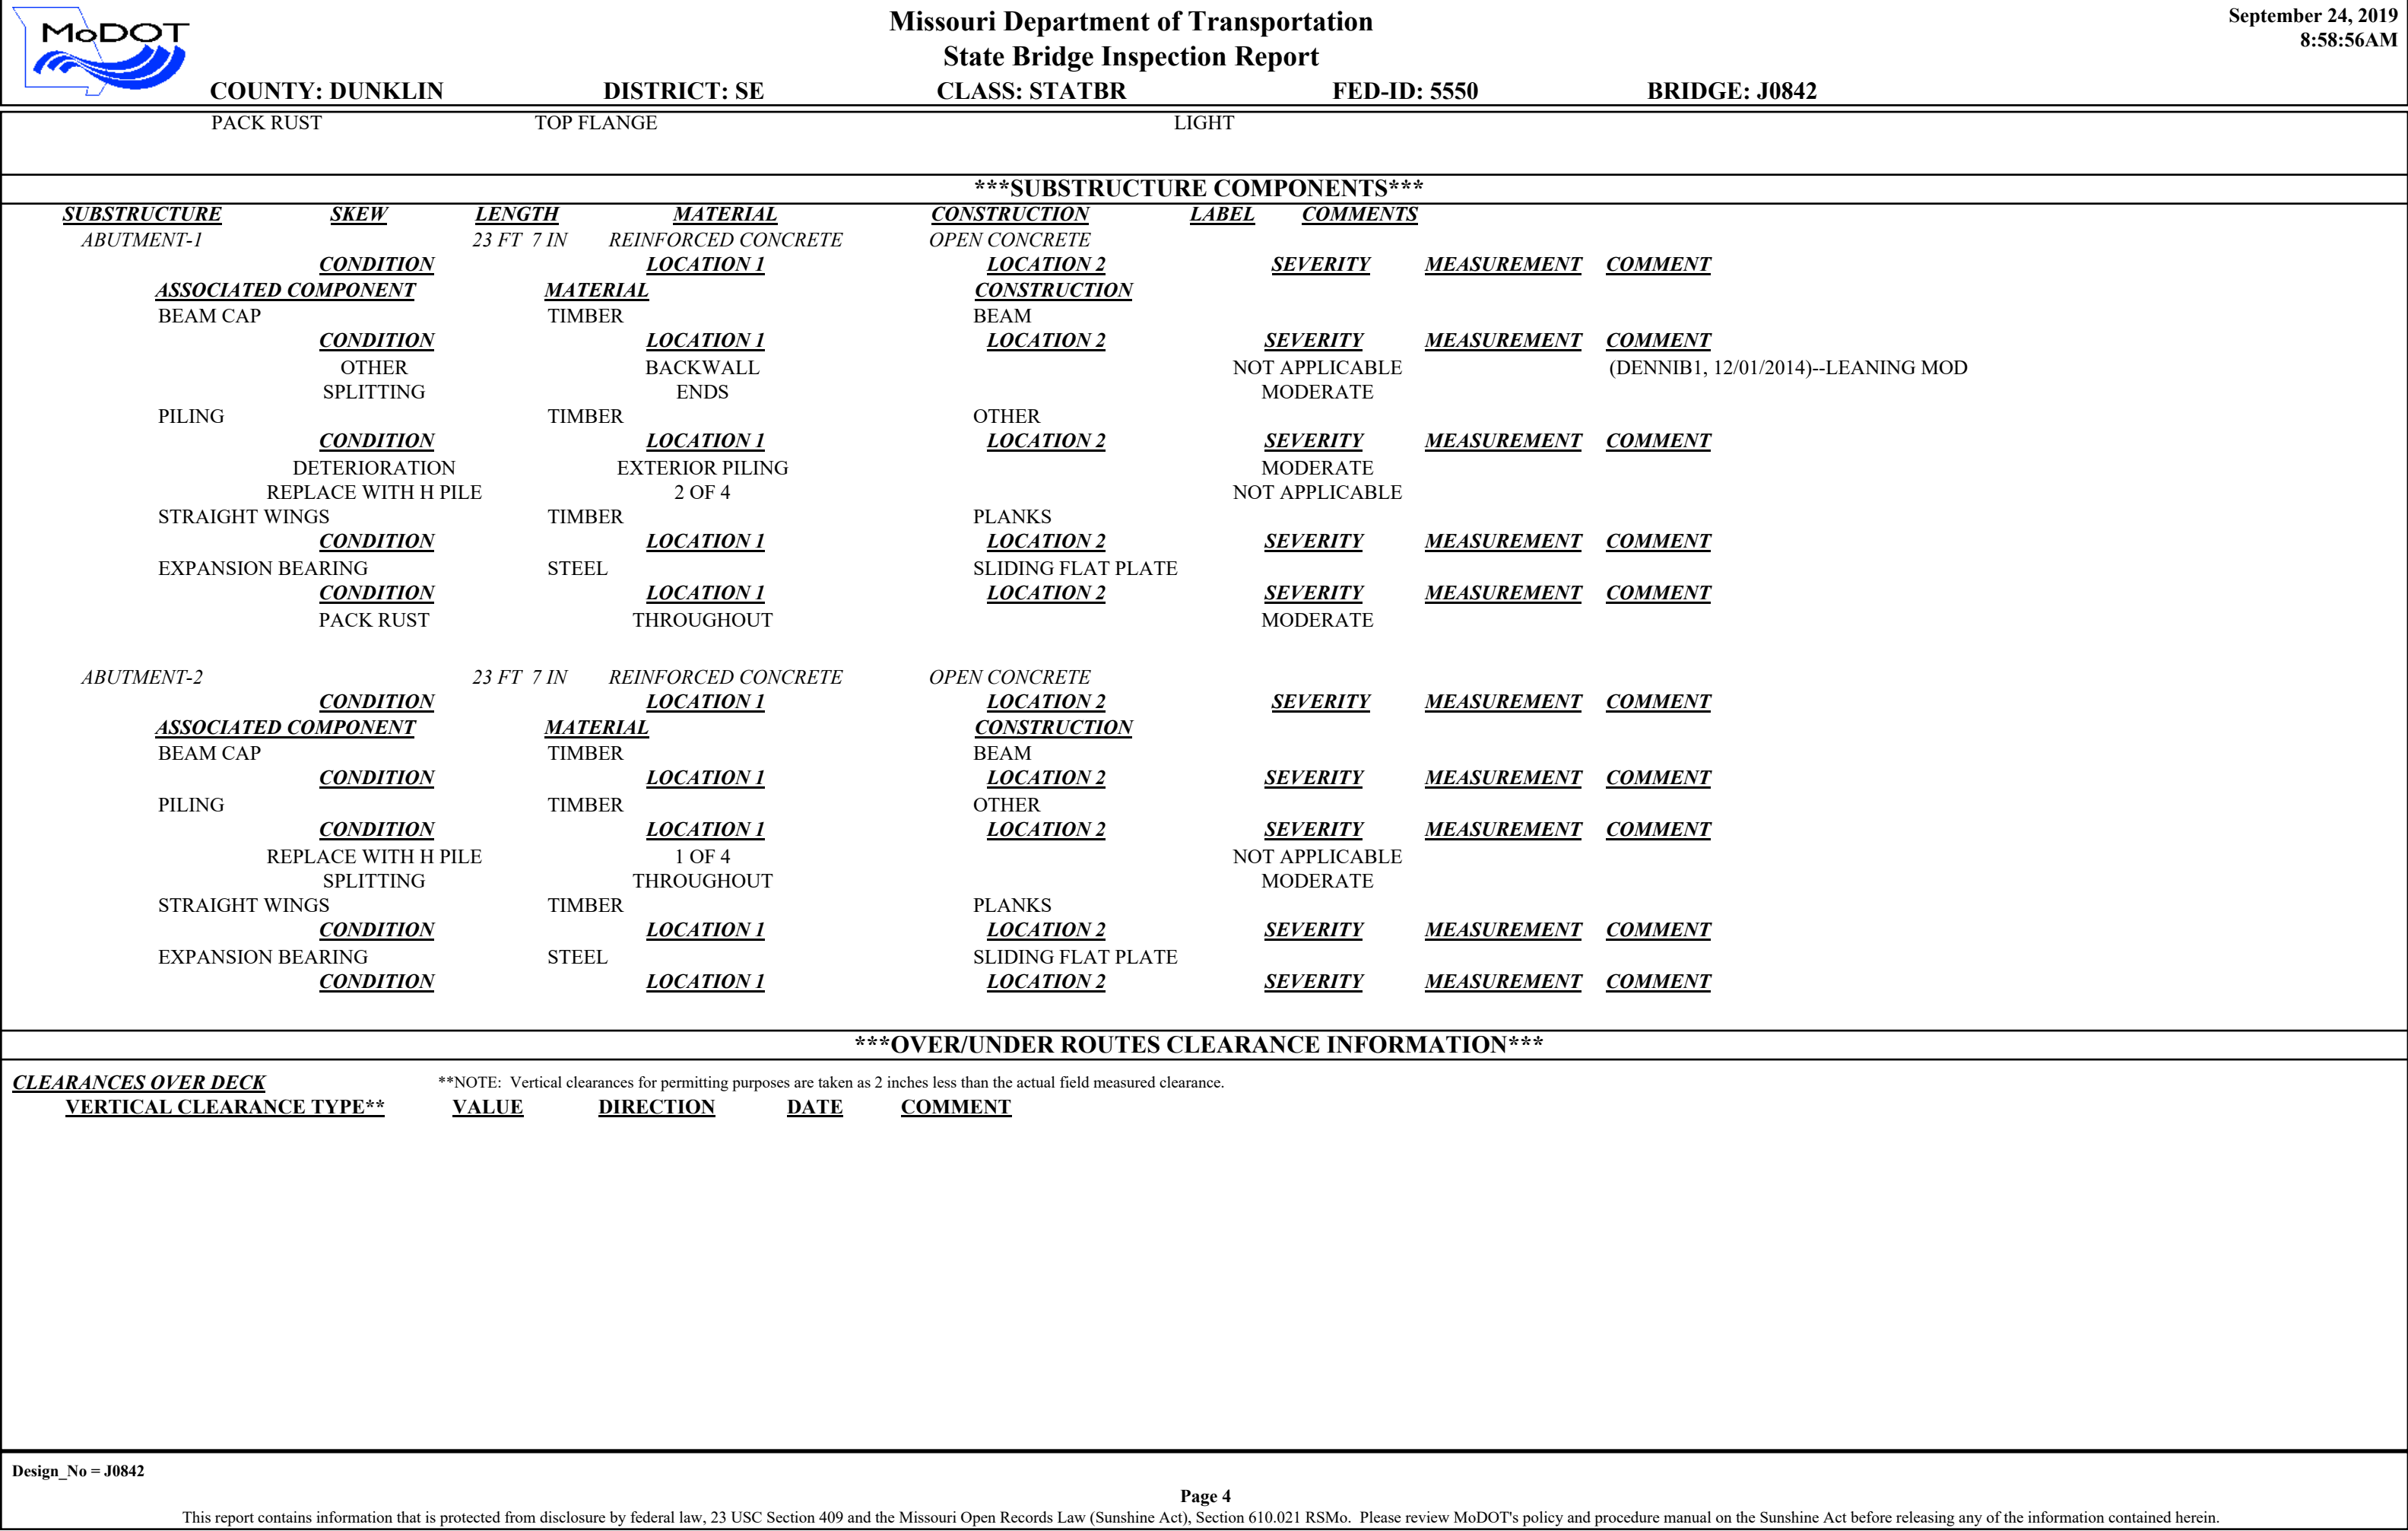 MoDOT
Missouri Department of Transportation
State Bridge Inspection Report
September 24, 2019
8:58:56AM
COUNTY: DUNKLIN DISTRICT: SE CLASS: STATBR FED-ID: 5550 BRIDGE: J0842
PACK RUST TOP FLANGE LIGHT
***SUBSTRUCTURE COMPONENTS***
SUBSTRUCTURE SKEW LENGTH MATERIAL CONSTRUCTION LABEL COMMENTS
ABUTMENT-1 23 FT 7 IN REINFORCED CONCRETE OPEN CONCRETE
CONDITION LOCATION 1 LOCATION 2 SEVERITY MEASUREMENT COMMENT
ASSOCIATED COMPONENT MATERIAL CONSTRUCTION
BEAM CAP TIMBER BEAM
CONDITION LOCATION 1 LOCATION 2 SEVERITY MEASUREMENT COMMENT
OTHER BACKWALL NOT APPLICABLE (DENNIB1, 12/01/2014)--LEANING MOD
SPLITTING ENDS MODERATE
PILING TIMBER OTHER
CONDITION LOCATION 1 LOCATION 2 SEVERITY MEASUREMENT COMMENT
DETERIORATION EXTERIOR PILING MODERATE
REPLACE WITH H PILE 2 OF 4 NOT APPLICABLE
STRAIGHT WINGS TIMBER PLANKS
CONDITION LOCATION 1 LOCATION 2 SEVERITY MEASUREMENT COMMENT
EXPANSION BEARING STEEL SLIDING FLAT PLATE
CONDITION LOCATION 1 LOCATION 2 SEVERITY MEASUREMENT COMMENT
PACK RUST THROUGHOUT MODERATE
ABUTMENT-2 23 FT 7 IN REINFORCED CONCRETE OPEN CONCRETE
CONDITION LOCATION 1 LOCATION 2 SEVERITY MEASUREMENT COMMENT
ASSOCIATED COMPONENT MATERIAL CONSTRUCTION
BEAM CAP TIMBER BEAM
CONDITION LOCATION 1 LOCATION 2 SEVERITY MEASUREMENT COMMENT
PILING TIMBER OTHER
CONDITION LOCATION 1 LOCATION 2 SEVERITY MEASUREMENT COMMENT
REPLACE WITH H PILE 1 OF 4 NOT APPLICABLE
SPLITTING THROUGHOUT MODERATE
STRAIGHT WINGS TIMBER PLANKS
CONDITION LOCATION 1 LOCATION 2 SEVERITY MEASUREMENT COMMENT
EXPANSION BEARING STEEL SLIDING FLAT PLATE
CONDITION LOCATION 1 LOCATION 2 SEVERITY MEASUREMENT COMMENT
***OVER/UNDER ROUTES CLEARANCE INFORMATION***
CLEARANCES OVER DECK **NOTE: Vertical clearances for permitting purposes are taken as 2 inches less than the actual field measured clearance.
VERTICAL CLEARANCE TYPE** VALUE DIRECTION DATE COMMENT
Design_No = J0842
Page 4
This report contains information that is protected from disclosure by federal law, 23 USC Section 409 and the Missouri Open Records Law (Sunshine Act), Section 610.021 RSMo. Please review MoDOT's policy and procedure manual on the Sunshine Act before releasing any of the information contained herein.